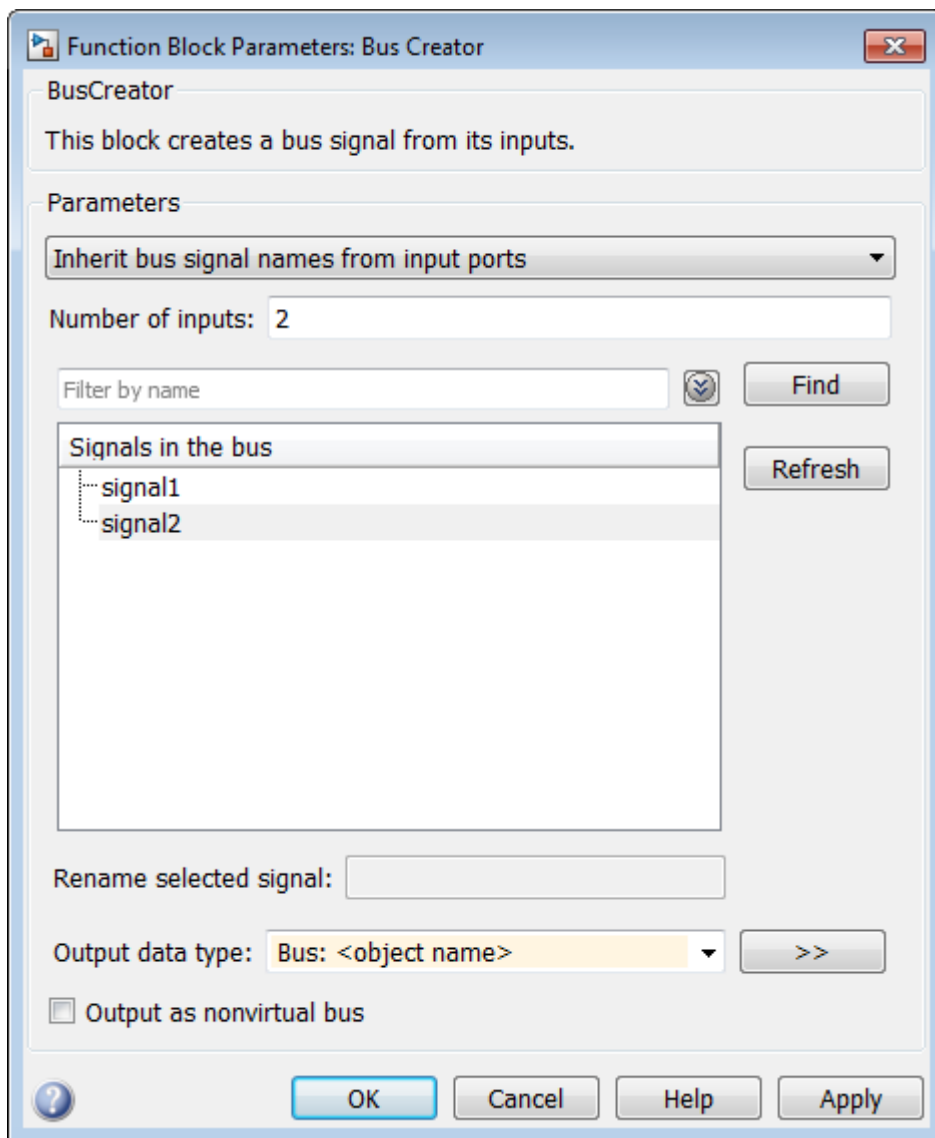 Function Block Parameters: Bus Creator
BusCreator
This block creates a bus signal from its inputs.
Parameters
Inherit bus signal names from input ports
Number of inputs: 2
Filter by name
Find
Signals in the bus
Refresh
signal1
signal2
Rename selected signal:
Output data type: Bus: <object name> >>
Output as nonvirtual bus
OK Cancel Help Apply